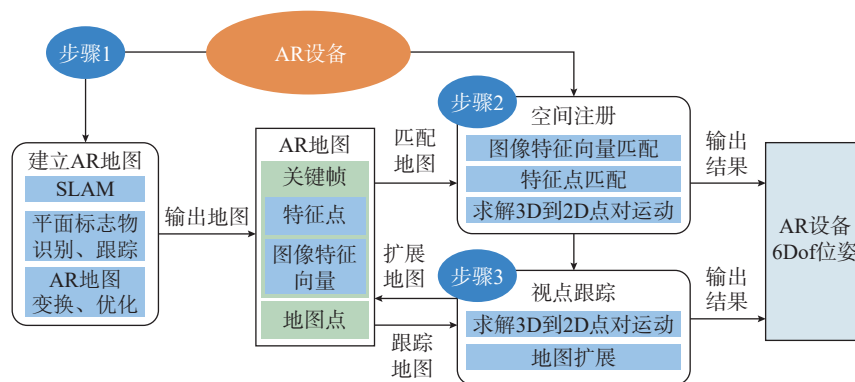 步骤1
AR设备
建立AR地图
SLAM
平面标志物
识别、跟踪
AR地图
变换、优化
输出地图
AR地图
关键帧
特征点
图像特征
向量
地图点
匹配
地图
扩展
地图
跟踪
地图
步骤2
空间注册
图像特征向量匹配
特征点匹配
求解3D到2D点对运动
步骤3
视点跟踪
求解3D到2D点对运动
地图扩展
输出
结果
输出
结果
AR设备
6Dof位姿